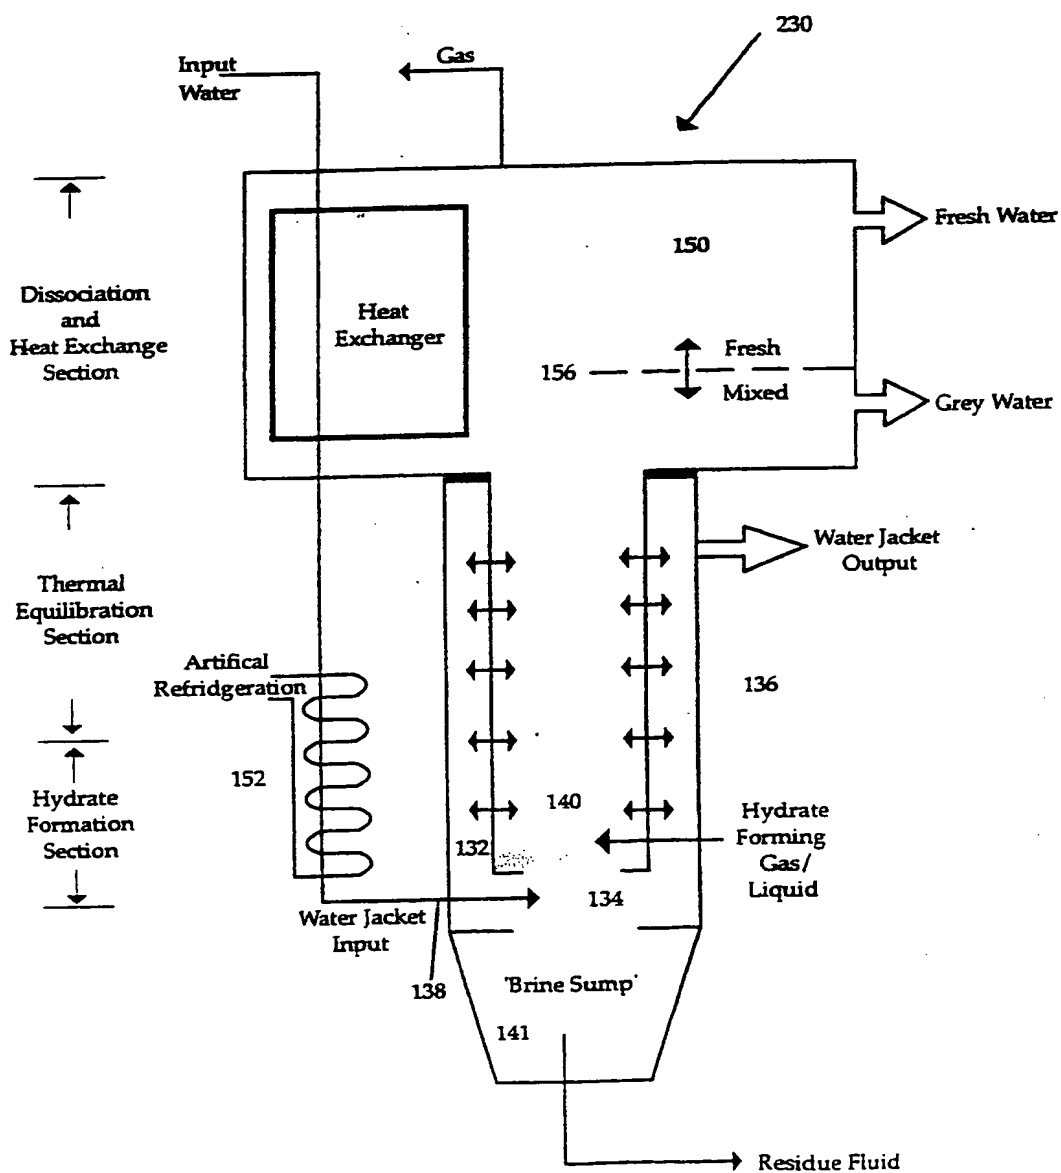 230
Gas
Input
Water
Fresh Water
150
Dissociation
and
Heat Exchange
Section
Heat
Exchanger
Fresh
156
Mixed
Grey Water
Water Jacket
Output
Thermal
Equilibration
Section
Artifical
Refridgeration
136
152
Hydrate
Formation
Section
140
Hydrate
Forming
Gas/
Liquid
132
134
Water Jacket
Input
138
'Brine Sump'
141
Residue Fluid